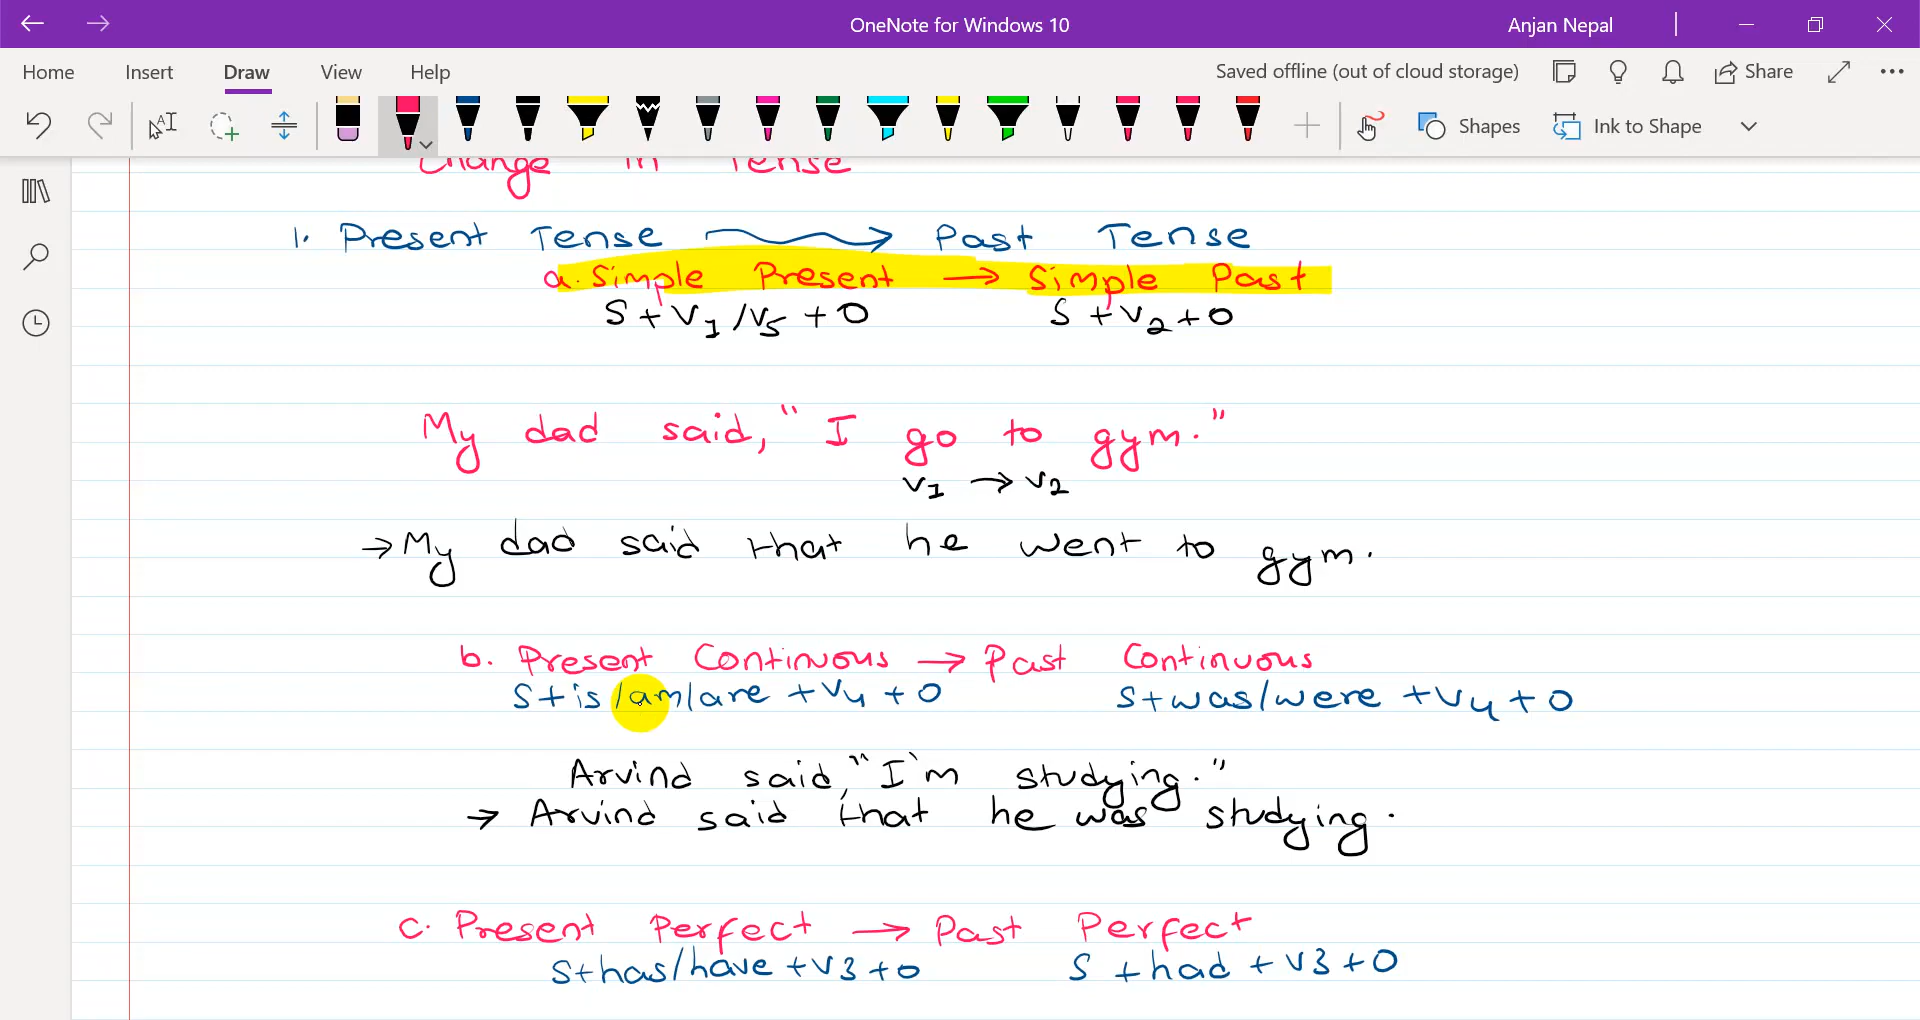 OneNote for Windows 10
Anjan Nepal
Home Insert Draw View Help
Saved offline (out of cloud storage)
Share
Shapes
Ink to Shape
Change in Tense
1. Present Tense → Past Tense
a. Simple Present → Simple Past
S + V1 / V5 + O
S + V2 + O
My dad said, "I go to gym."
V1 → V2
→ My dad said that he went to gym.
b. Present Continuous → Past Continuous
S + is / am / are + V4 + O
S + was / were + V4 + O
Arvind said, "I'm studying."
→ Arvind said that he was studying.
c. Present Perfect → Past Perfect
S + has / have + V3 + O
S + had + V3 + O